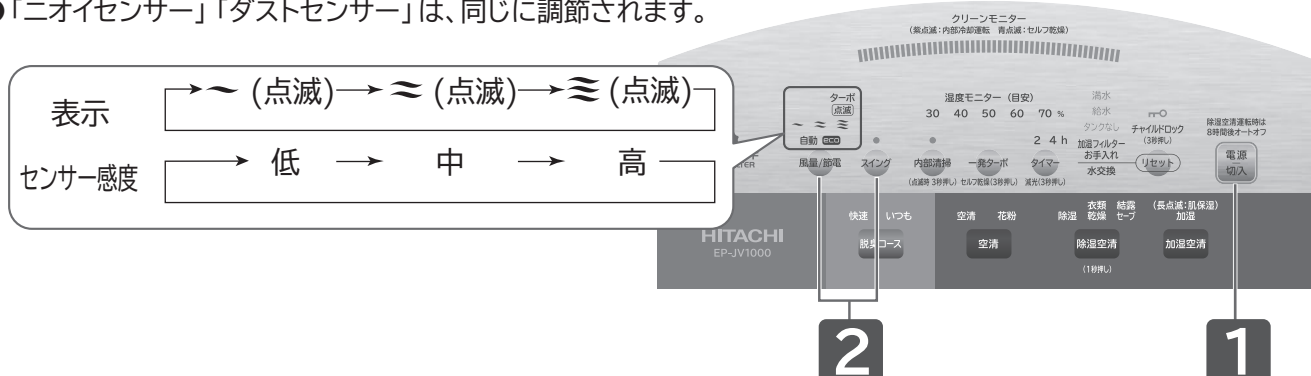 ●「ニオイセンサー」「ダストセンサー」は、同じに調節されます。
表示 → ~ (点滅) → ≈ (点滅) → ≋ (点滅)
センサー感度 → 低 → 中 → 高
クリーンモニター
(紫点滅:内部冷却運転 青点滅:セルフ乾燥)
ターボ
点滅
自動 eco
湿度モニター (目安)
30 40 50 60 70 %
2 4 h
満水
給水
タンクなし
加湿フィルター
お手入れ
水交換
チャイルドロック
(3秒押し)
リセット
除湿空清運転時は
8時間後オートオフ
電源
切/入
風量/節電 スイング 内部清掃 一発ターボ タイマー
(点滅時 3秒押し) セルフ乾燥(3秒押し) 減光(3秒押し)
快速 いつも
脱臭コース
空清 花粉
空清
除湿 衣類乾燥 結露セーブ
除湿空清
(1秒押し)
(長点滅:肌保湿)
加湿
加湿空清
HITACHI
EP-JV1000
2
1